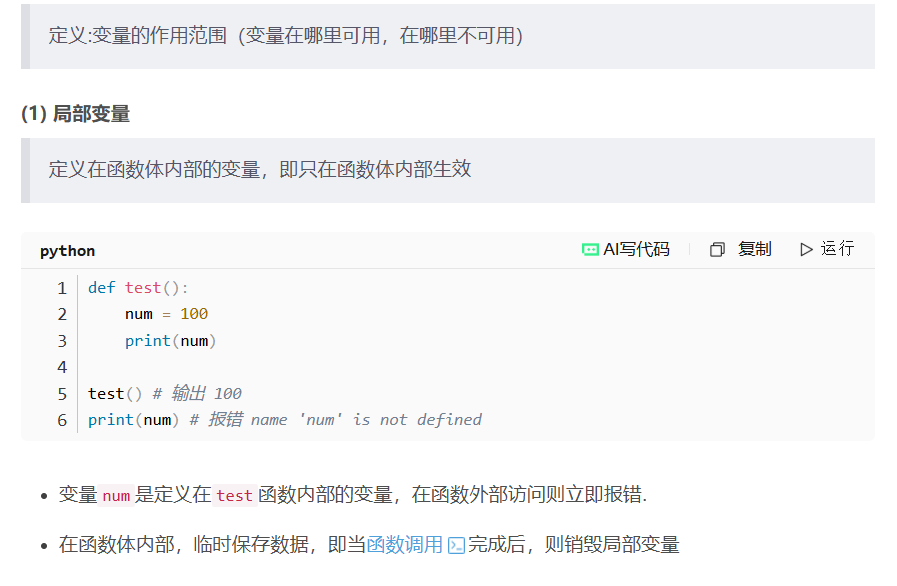 定义:变量的作用范围（变量在哪里可用，在哪里不可用）
(1) 局部变量
定义在函数体内部的变量，即只在函数体内部生效
python AI写代码 复制 运行
1 def test():
2     num = 100
3     print(num)
4
5 test() # 输出 100
6 print(num) # 报错 name 'num' is not defined
• 变量 num 是定义在 test 函数内部的变量，在函数外部访问则立即报错.
• 在函数体内部，临时保存数据，即当函数调用完成后，则销毁局部变量